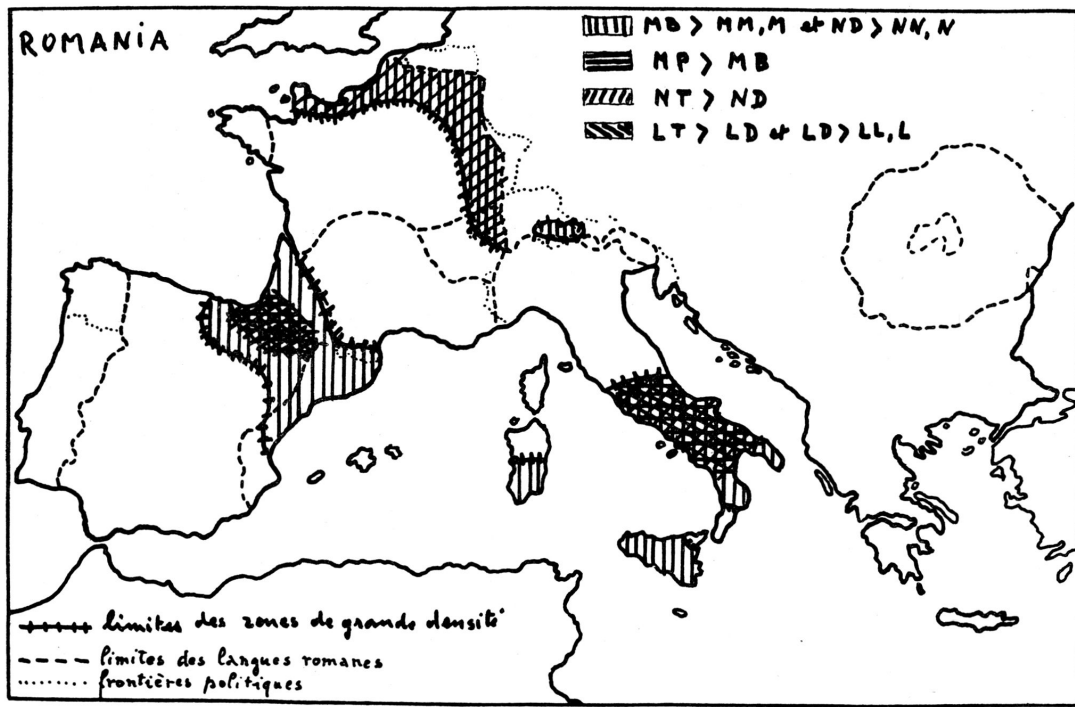 ROMANIA
MB > MM, M et ND > NN, N
MP > MB
NT > ND
LT > LD et LD > LL, L
limites des zones de grande densité
limites des langues romanes
frontières politiques